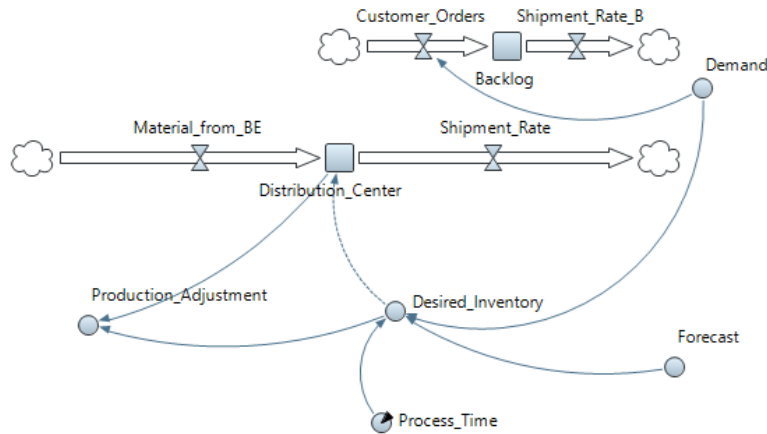 Customer_Orders
Shipment_Rate_B
Backlog
Demand
Material_from_BE
Shipment_Rate
Distribution_Center
Production_Adjustment
Desired_Inventory
Forecast
Process_Time